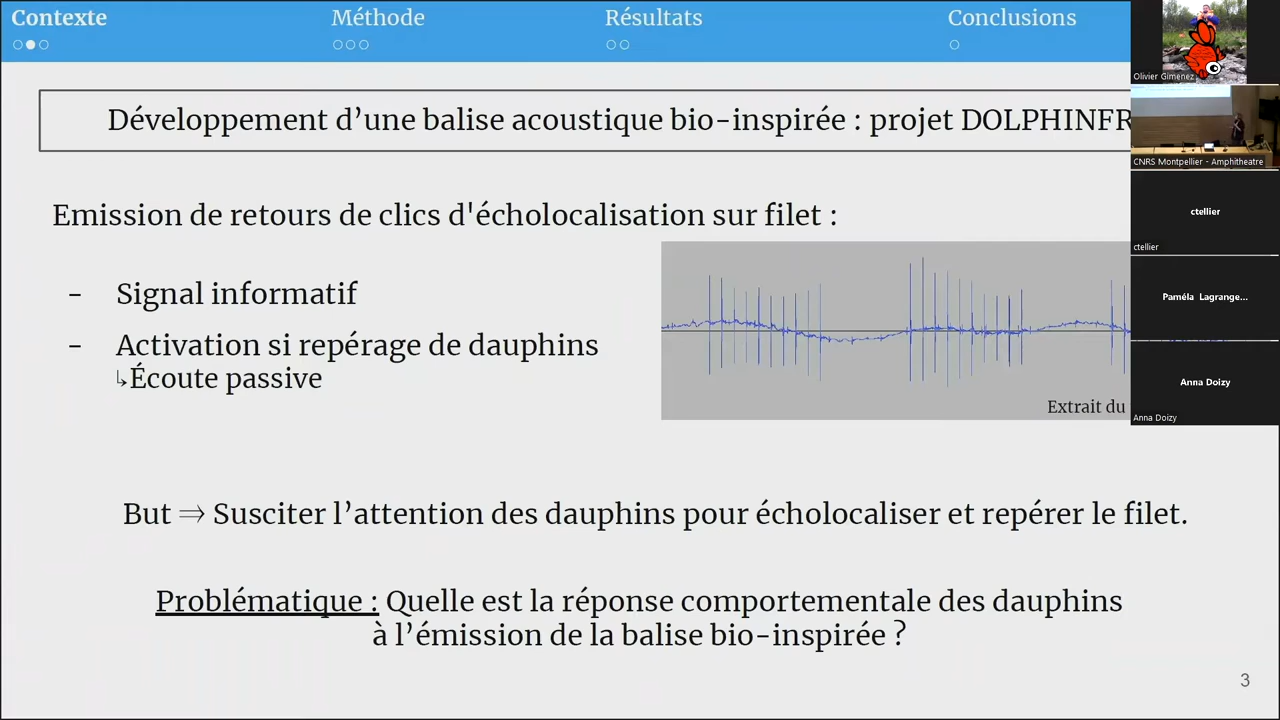 Contexte
Méthode
Résultats
Conclusions
Développement d’une balise acoustique bio-inspirée : projet DOLPHINFR
Emission de retours de clics d'écholocalisation sur filet :
- Signal informatif
- Activation si repérage de dauphins
↳Écoute passive
Extrait du
But ⇒ Susciter l’attention des dauphins pour écholocaliser et repérer le filet.
Problématique : Quelle est la réponse comportementale des dauphins
à l’émission de la balise bio-inspirée ?
3
Olivier Gimenez
CNRS Montpellier - Amphitheatre
ctellier
ctellier
Paméla Lagrange...
Anna Doizy
Anna Doizy